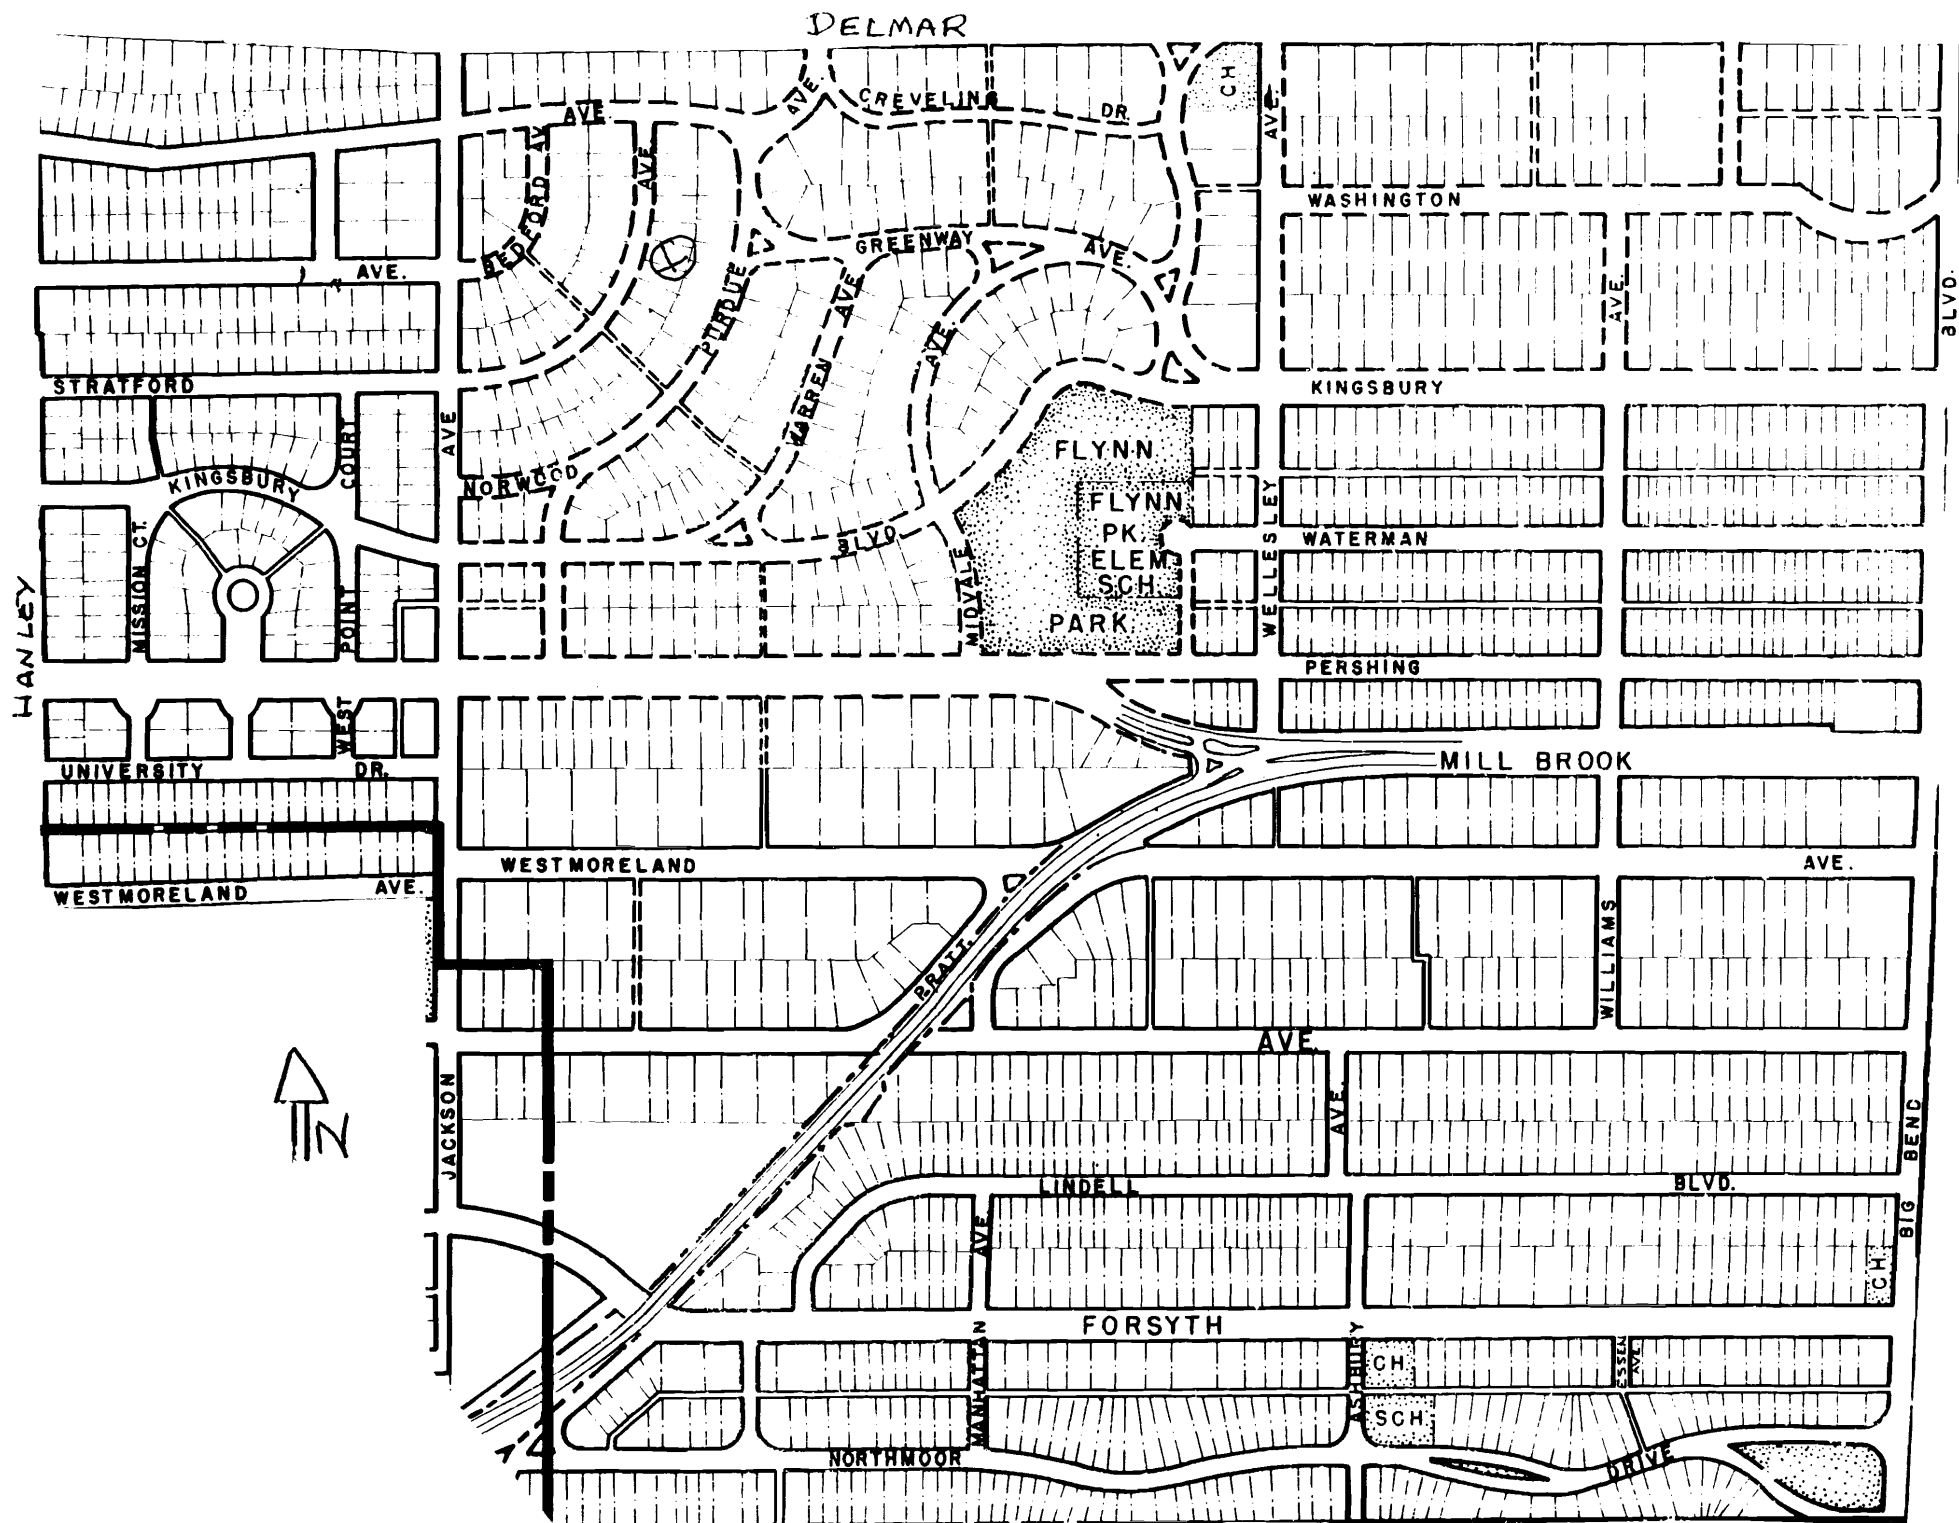 DELMAR
AVE.
CREVELING
DR.
CH
AVE.
AVE.
BEDFORD AV
AVE
WASHINGTON
GREENWAY
AVE.
AVE.
PURDUE
AVE
AVE.
AVE.
BLVD.
STRATFORD
KINGSBURY
WARREN
COURT
AVE
FLYNN
KINGSBURY
NORWOOD
FLYNN
PK.
ELEM.
SCH.
PARK
WELLESLEY
WATERMAN
BLVD
MISSION CT.
MIDVALE
POINT
WEST
HANLEY
PERSHING
UNIVERSITY
DR.
MILL BROOK
WESTMORELAND
AVE.
WESTMORELAND
AVE.
WILLIAMS
PRATT
AVE.
N
JACKSON
AVE.
BIG BEND
LINDELL
BLVD.
AVE
CH.
FORSYTH
MANHATTAN
ASHBURY
CH
ESSEN
AVE.
SCH
NORTHMOOR
DRIVE